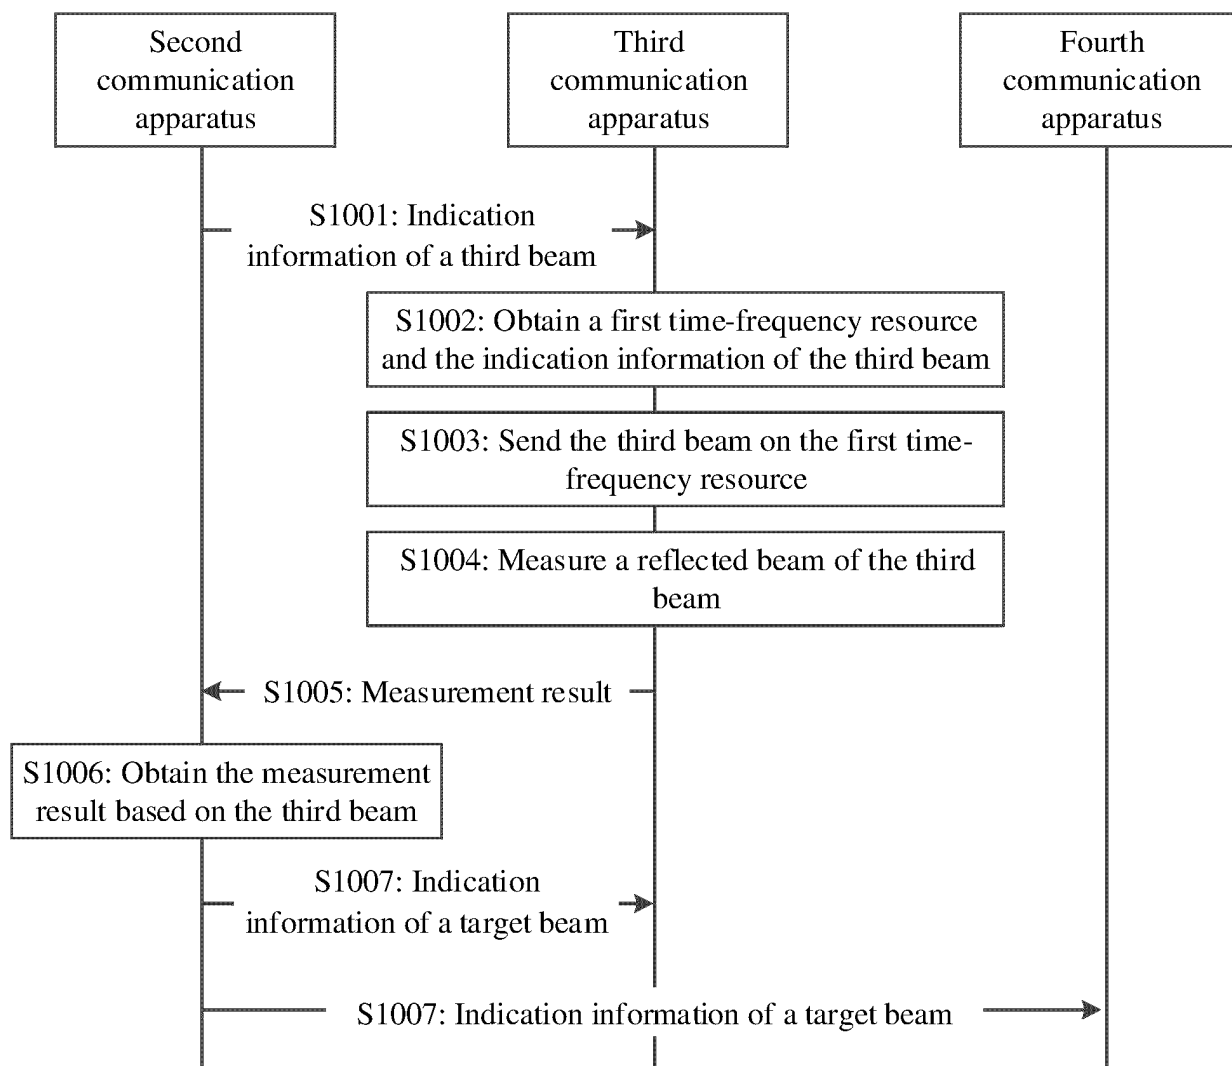 Second
communication
apparatus
Third
communication
apparatus
Fourth
communication
apparatus
S1001: Indication
information of a third beam
S1002: Obtain a first time-frequency resource
and the indication information of the third beam
S1003: Send the third beam on the first time-
frequency resource
S1004: Measure a reflected beam of the third
beam
S1005: Measurement result
S1006: Obtain the measurement
result based on the third beam
S1007: Indication
information of a target beam
S1007: Indication information of a target beam